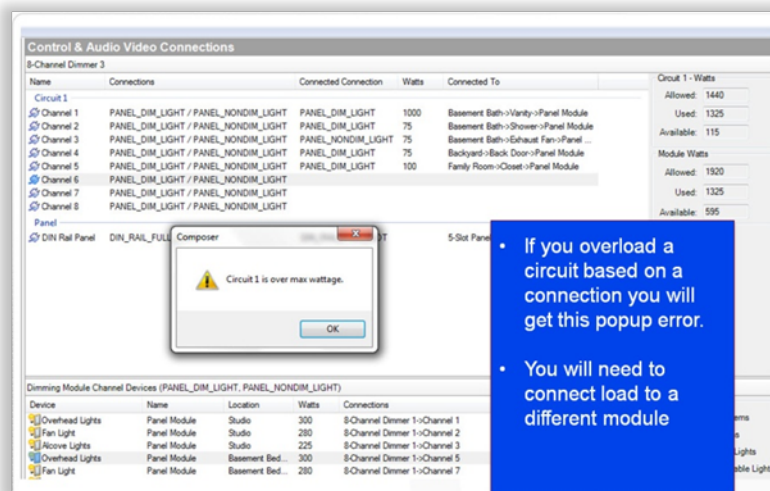 Control & Audio Video Connections
8-Channel Dimmer 3
Name Connections Connected Connection Watts Connected To
Circuit 1
Channel 1 PANEL_DIM_LIGHT / PANEL_NONDIM_LIGHT PANEL_DIM_LIGHT 1000 Basement Bath->Vanity->Panel Module
Channel 2 PANEL_DIM_LIGHT / PANEL_NONDIM_LIGHT PANEL_DIM_LIGHT 75 Basement Bath->Shower->Panel Module
Channel 3 PANEL_DIM_LIGHT / PANEL_NONDIM_LIGHT PANEL_NONDIM_LIGHT 75 Basement Bath->Exhaust Fan->Panel ...
Channel 4 PANEL_DIM_LIGHT / PANEL_NONDIM_LIGHT PANEL_DIM_LIGHT 75 Backyard->Back Door->Panel Module
Channel 5 PANEL_DIM_LIGHT / PANEL_NONDIM_LIGHT PANEL_DIM_LIGHT 100 Family Room->Closet->Panel Module
Channel 6 PANEL_DIM_LIGHT / PANEL_NONDIM_LIGHT
Channel 7 PANEL_DIM_LIGHT / PANEL_NONDIM_LIGHT
Channel 8 PANEL_DIM_LIGHT / PANEL_NONDIM_LIGHT
Panel
DIN Rail Panel DIN_RAIL_FULL 5-Slot Panel
Circuit 1 - Watts
Allowed: 1440
Used: 1325
Available: 115
Module Watts
Allowed: 1920
Used: 1325
Available: 595
Composer
Circuit 1 is over max wattage.
OK
• If you overload a
circuit based on a
connection you will
get this popup error.
• You will need to
connect load to a
different module
Dimming Module Channel Devices (PANEL_DIM_LIGHT, PANEL_NONDIM_LIGHT)
Device Name Location Watts Connections
Overhead Lights Panel Module Studio 300 8-Channel Dimmer 1->Channel 1
Fan Light Panel Module Studio 280 8-Channel Dimmer 1->Channel 2
Alcove Lights Panel Module Studio 225 8-Channel Dimmer 1->Channel 3
Overhead Lights Panel Module Basement Bed... 300 8-Channel Dimmer 1->Channel 5
Fan Light Panel Module Basement Bed... 280 8-Channel Dimmer 1->Channel 7
ems
s
Lights
able Light